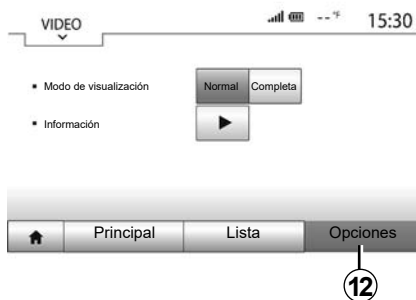 VIDEO
--°F
15:30
Modo de visualización
Normal
Completa
Información
Principal
Lista
Opciones
12